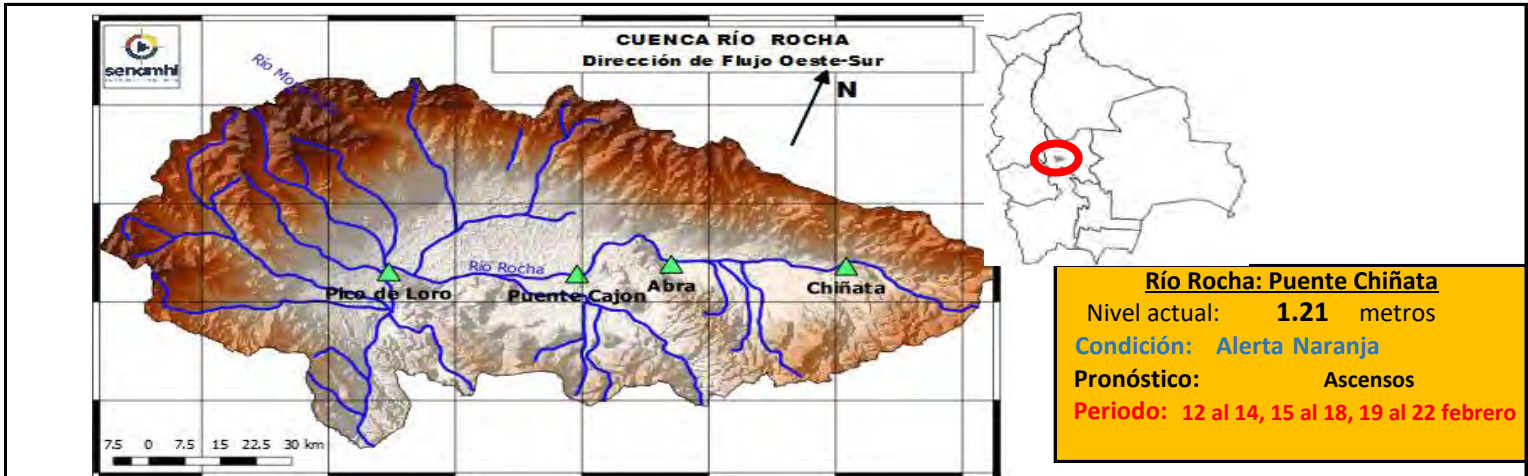 senamhi
CUENCA RÍO ROCHA
Dirección de Flujo Oeste-Sur
N
Río Rocha
Pico de Loro
Puente Cajon
Abra
Chiñata
7.5 0 7.5 15 22.5 30 km
Río Rocha: Puente Chiñata
Nivel actual: 1.21 metros
Condición: Alerta Naranja
Pronóstico: Ascensos
Periodo: 12 al 14, 15 al 18, 19 al 22 febrero